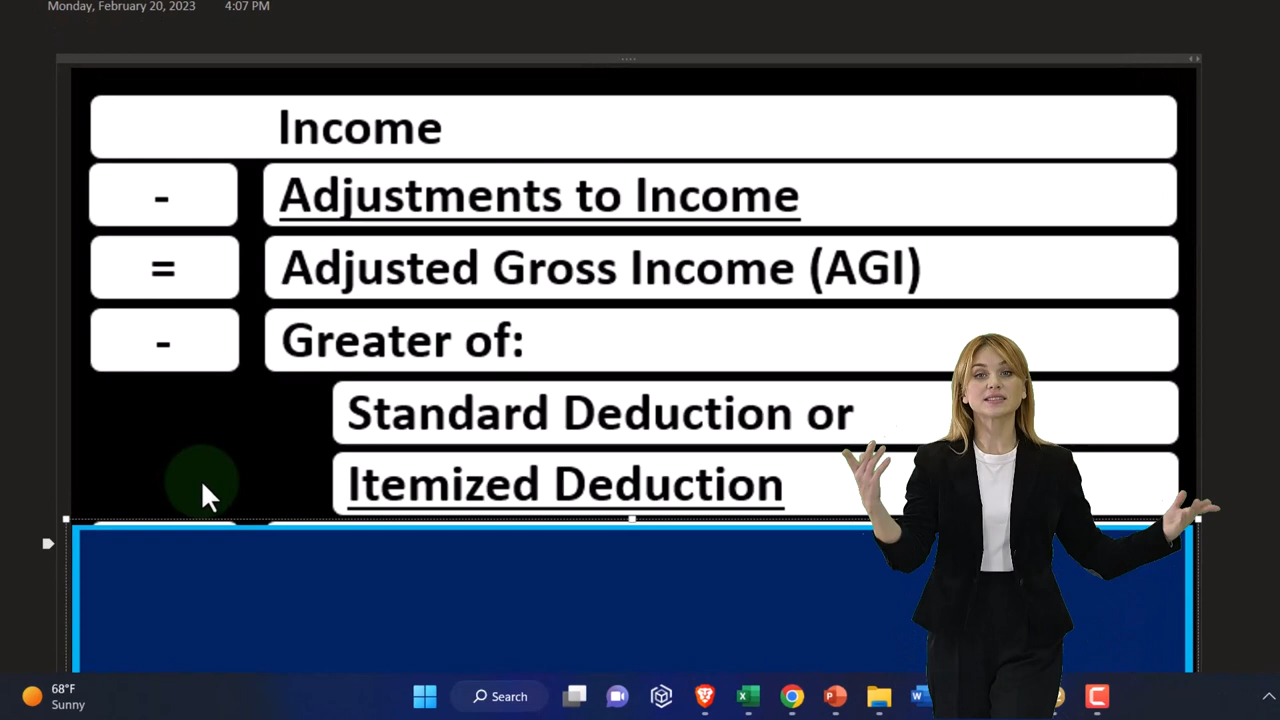 Monday, February 20, 2023 4:07 PM
Income
- Adjustments to Income
= Adjusted Gross Income (AGI)
- Greater of:
Standard Deduction or
Itemized Deduction
68°F
Sunny
Search